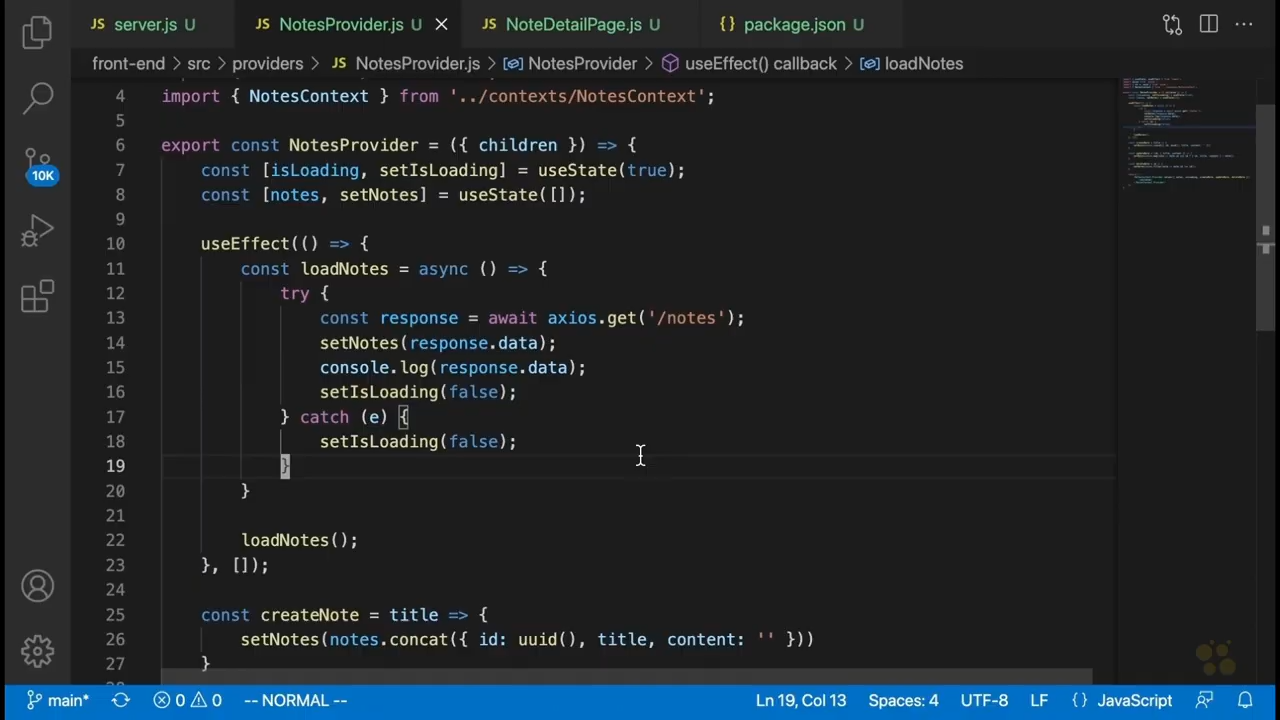 JS server.js U JS NotesProvider.js U JS NoteDetailPage.js U {} package.json U
front-end > src > providers > JS NotesProvider.js > NotesProvider > useEffect() callback > loadNotes
4 import { NotesContext } from '../contexts/NotesContext';
5
6 export const NotesProvider = ({ children }) => {
7 const [isLoading, setIsLoading] = useState(true);
8 const [notes, setNotes] = useState([]);
9
10 useEffect(() => {
11 const loadNotes = async () => {
12 try {
13 const response = await axios.get('/notes');
14 setNotes(response.data);
15 console.log(response.data);
16 setIsLoading(false);
17 } catch (e) {
18 setIsLoading(false);
19 }
20 }
21
22 loadNotes();
23 }, []);
24
25 const createNote = title => {
26 setNotes(notes.concat({ id: uuid(), title, content: '' }))
27 }
10K
main* 0 0 -- NORMAL -- Ln 19, Col 13 Spaces: 4 UTF-8 LF {} JavaScript